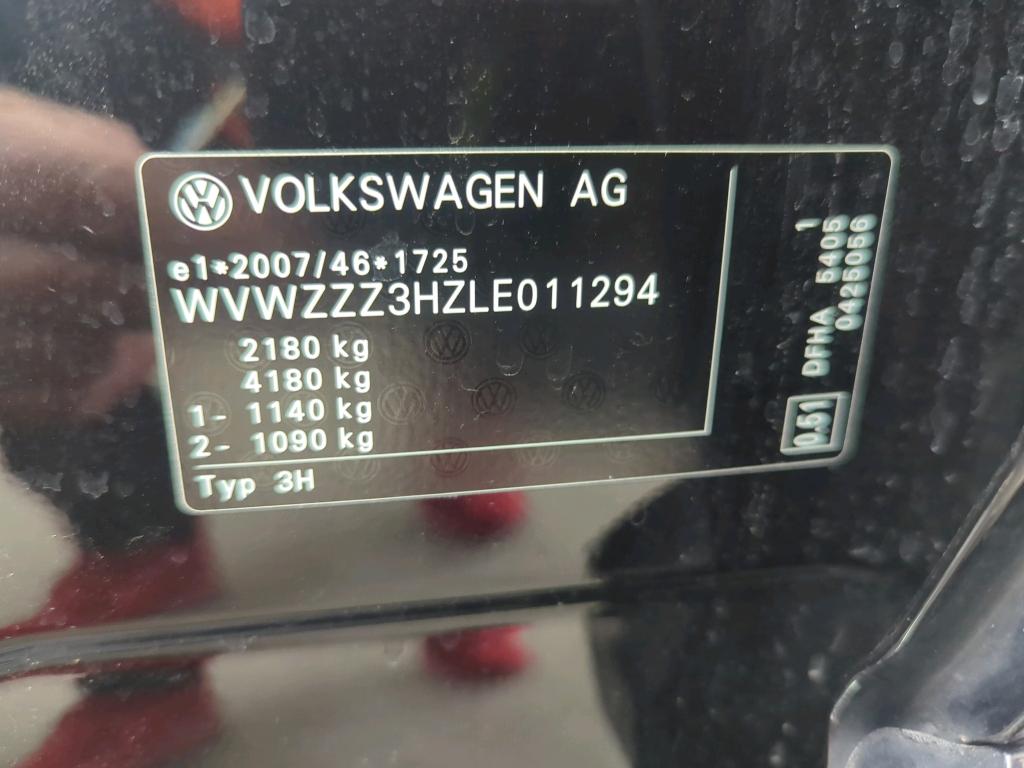 VOLKSWAGEN AG
e1*2007/46*1725
WVWZZZ3HZLE011294
2180 kg
4180 kg
1- 1140 kg
2- 1090 kg
Typ 3H
1
DFHA 5405
0425056
0.51